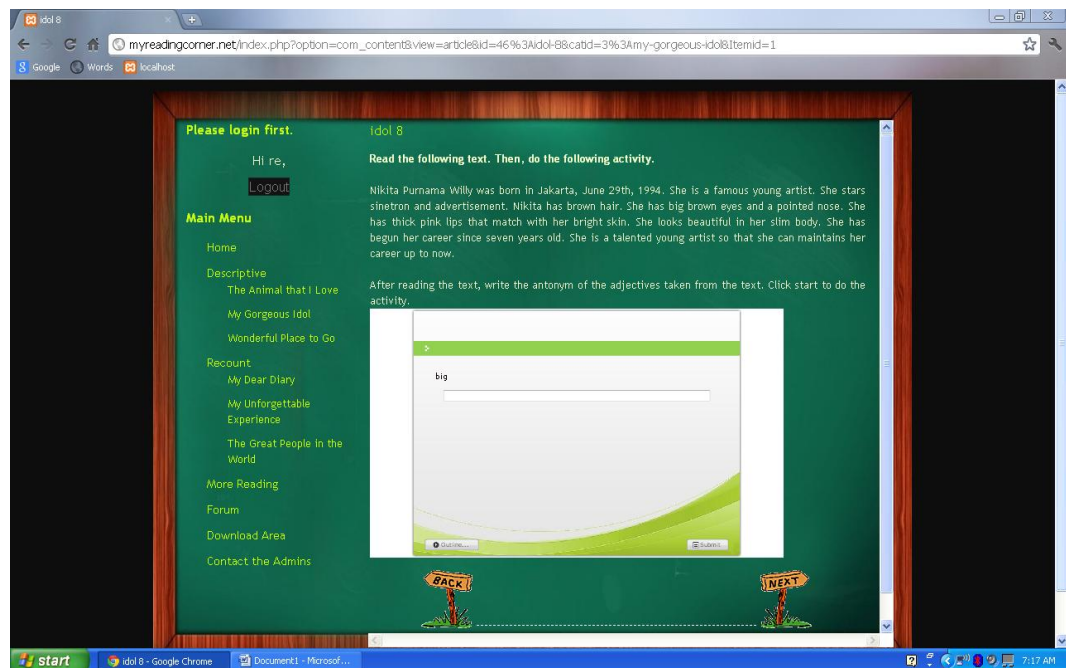 idol 8
myreadingcorner.net/index.php?option=com_content&view=article&id=46%3Aidol-8&catid=3%3Amy-gorgeous-idol&Itemid=1
Google Words localhost
Please login first.
Hi re,
Logout
Main Menu
Home
Descriptive
The Animal that I Love
My Gorgeous Idol
Wonderful Place to Go
Recount
My Dear Diary
My Unforgettable
Experience
The Great People in the
World
More Reading
Forum
Download Area
Contact the Admins
idol 8
Read the following text. Then, do the following activity.
Nikita Purnama Willy was born in Jakarta, June 29th, 1994. She is a famous young artist. She stars
sinetron and advertisement. Nikita has brown hair. She has big brown eyes and a pointed nose. She
has thick pink lips that match with her bright skin. She looks beautiful in her slim body. She has
begun her career since seven years old. She is a talented young artist so that she can maintains her
career up to now.
After reading the text, write the antonym of the adjectives taken from the text. Click start to do the
activity.
>
big
Outline...
Submit
BACK
NEXT
start
idol 8 - Google Chrome
Document1 - Microsof...
7:17 AM